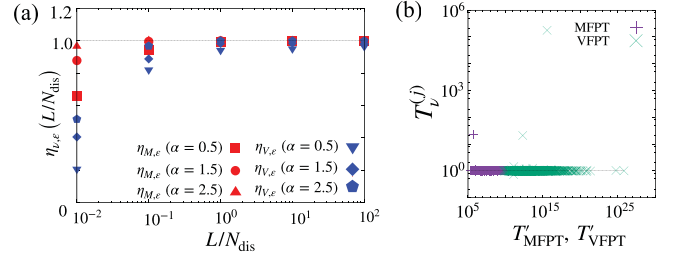 (a)
1.2
1.0
0.8
0.6
0.4
0.2
0
η_{ν,ε}(L/N_dis)
η_{M,ε} (α = 0.5)
η_{M,ε} (α = 1.5)
η_{M,ε} (α = 2.5)
η_{V,ε} (α = 0.5)
η_{V,ε} (α = 1.5)
η_{V,ε} (α = 2.5)
10^{-2} 10^{-1} 10^0 10^1 10^2
L/N_dis
(b)
MFPT
VFPT
10^6
10^3
10^0
T_ν^{(j)}
10^5 10^{15} 10^{25}
T'_MFPT, T'_VFPT